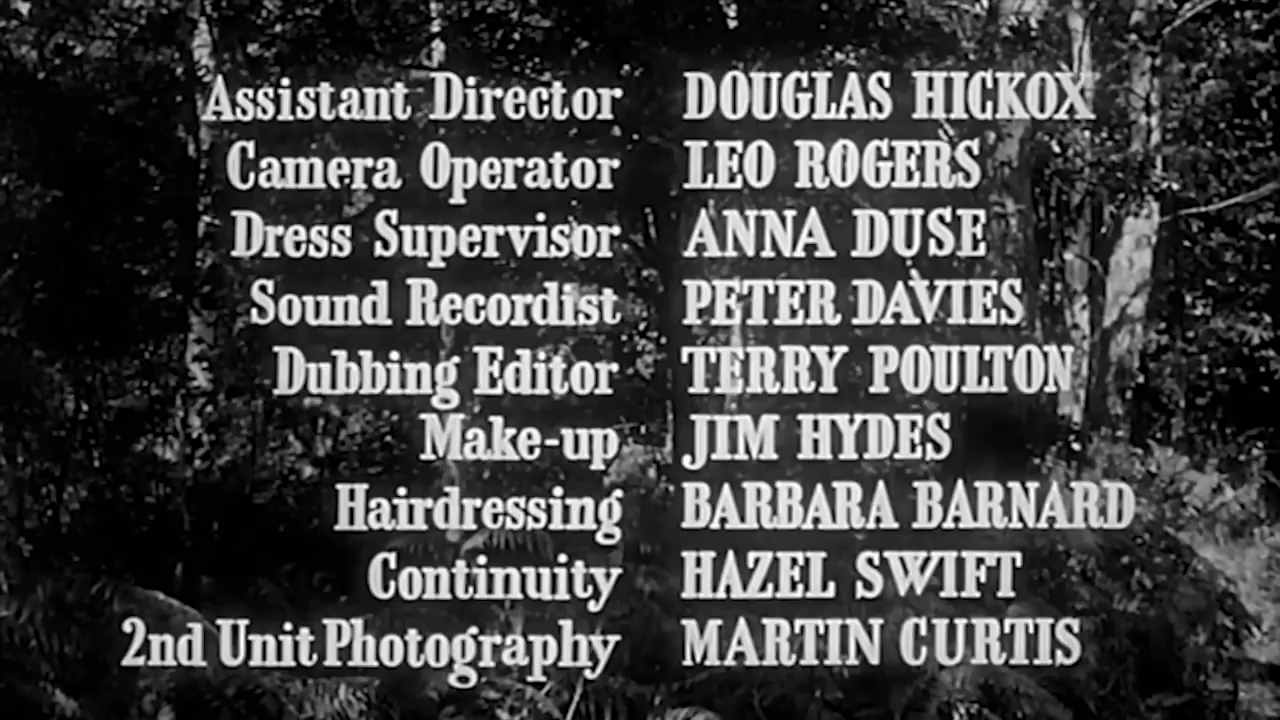 Assistant Director DOUGLAS HICKOX
Camera Operator LEO ROGERS
Dress Supervisor ANNA DUSE
Sound Recordist PETER DAVIES
Dubbing Editor TERRY POULTON
Make-up JIM HYDES
Hairdressing BARBARA BARNARD
Continuity HAZEL SWIFT
2nd Unit Photography MARTIN CURTIS